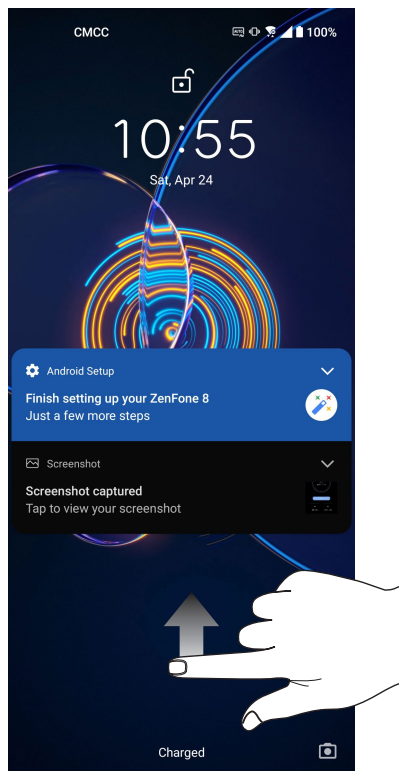 CMCC 100%
10:55
Sat, Apr 24
Android Setup
Finish setting up your ZenFone 8
Just a few more steps
Screenshot
Screenshot captured
Tap to view your screenshot
Charged